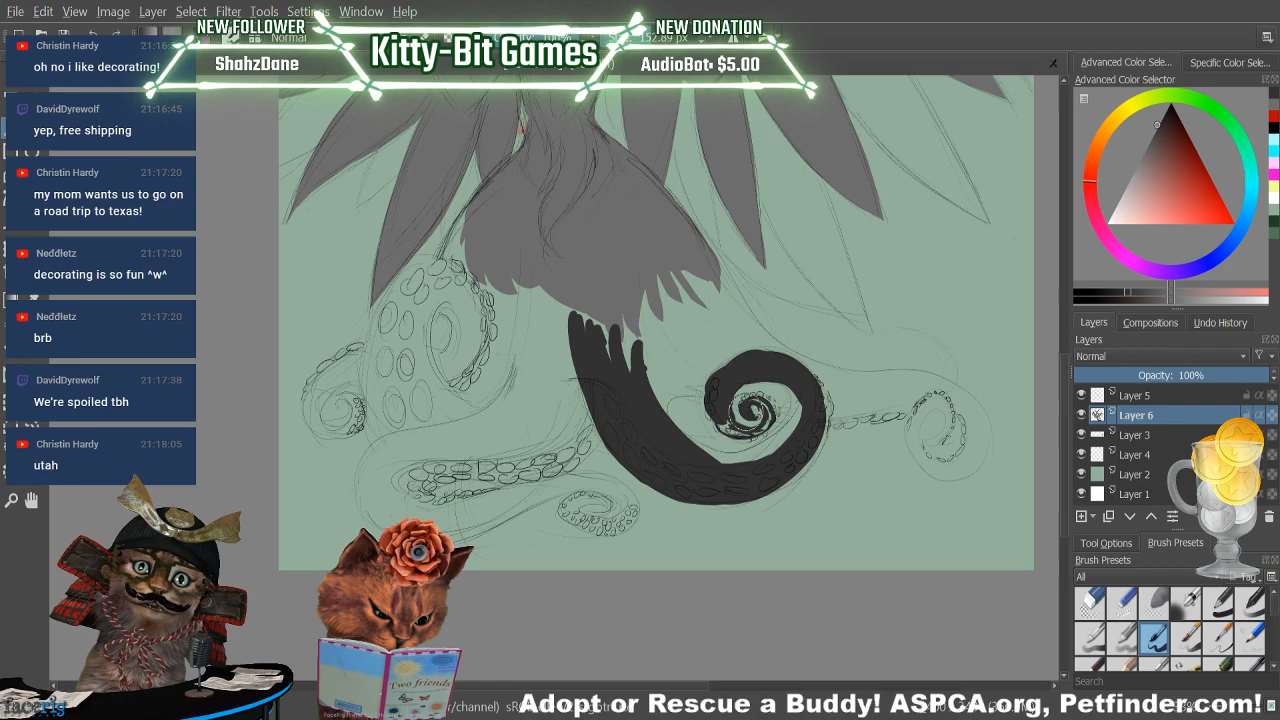 File Edit View Image Layer Select Filter Tools Settings Window Help
NEW FOLLOWER
ShahzDane
Kitty-Bit Games
NEW DONATION
AudioBot• $5.00
Normal
152.89 px
Christin Hardy
oh no i like decorating!
DavidDyrewolf 21:16:45
yep, free shipping
Christin Hardy 21:17:20
my mom wants us to go on
a road trip to texas!
Neddletz 21:17:20
decorating is so fun ^w^
Neddletz 21:17:20
brb
DavidDyrewolf 21:17:38
We're spoiled tbh
Christin Hardy 21:18:05
utah
Advanced Color Sele... Specific Color Sele...
Advanced Color Selector
Layers Compositions Undo History
Layers
Normal
Opacity: 100%
Layer 5
Layer 6
Layer 3
Layer 4
Layer 2
Layer 1
Tool Options Brush Presets
Brush Presets
All
Tag
Search
Two friends
facerig
Adopt or Rescue a Buddy! ASPCA.org, Petfinder.com!